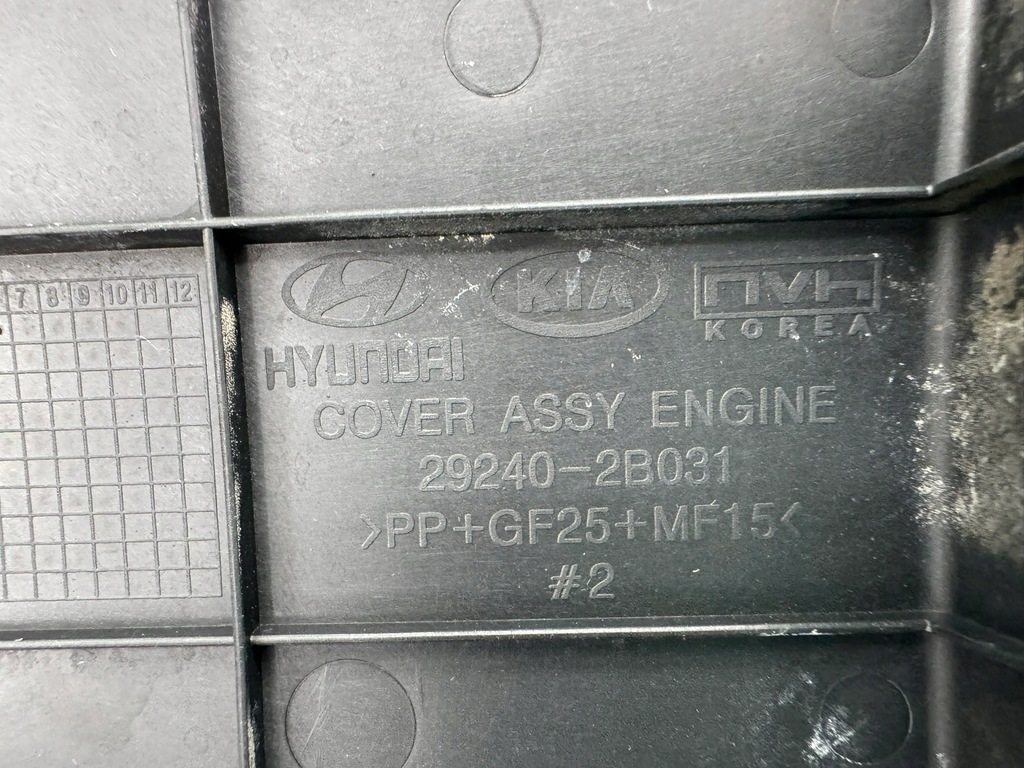 7 8 9 10 11 12
KIA NVH
KOREA
HYUNDAI
COVER ASSY ENGINE
29240-2B031
>PP+GF25+MF15<
#2